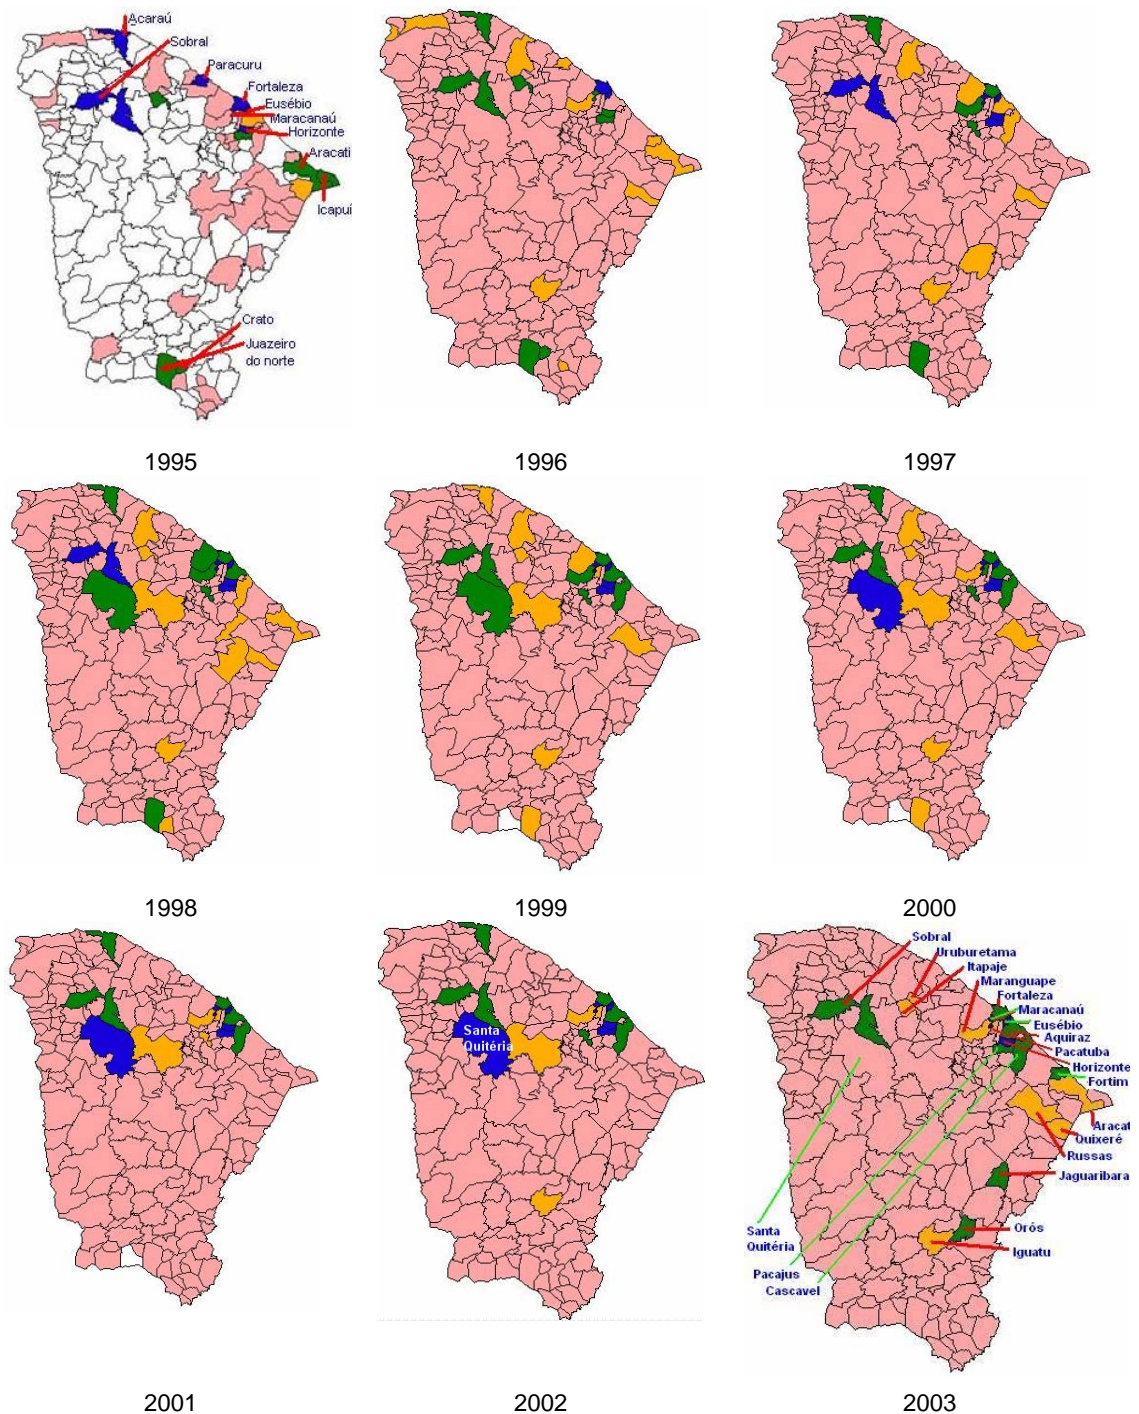 Acaraú
Sobral
Paracuru
Fortaleza
Eusébio
Maracanaú
Horizonte
Aracati
Icapuí
Crato
Juazeiro
do norte
1995
1996
1997
1998
1999
2000
2001
Santa
Quitéria
2002
Sobral
Uruburetama
Itapaje
Maranguape
Fortaleza
Maracanaú
Eusébio
Aquiraz
Pacatuba
Horizonte
Fortim
Aracat
Quixeré
Russas
Jaguaribara
Orós
Iguatu
Santa
Quitéria
Pacajus
Cascavel
2003